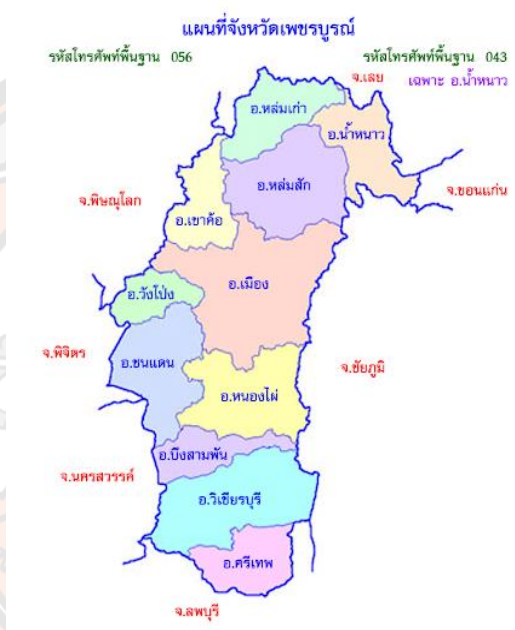 แผนที่จังหวัดเพชรบูรณ์
รหัสโทรศัพท์พื้นฐาน 056
รหัสโทรศัพท์พื้นฐาน 043
จ.เลย
เฉพาะ อ.น้ำหนาว
อ.หล่มเก่า
อ.น้ำหนาว
อ.หล่มสัก
จ.ขอนแก่น
จ.พิษณุโลก
อ.เขาค้อ
อ.เมือง
อ.วังโป่ง
จ.พิจิตร
อ.ชนแดน
จ.ชัยภูมิ
อ.หนองไผ่
อ.บึงสามพัน
จ.นครสวรรค์
อ.วิเชียรบุรี
อ.ศรีเทพ
จ.ลพบุรี